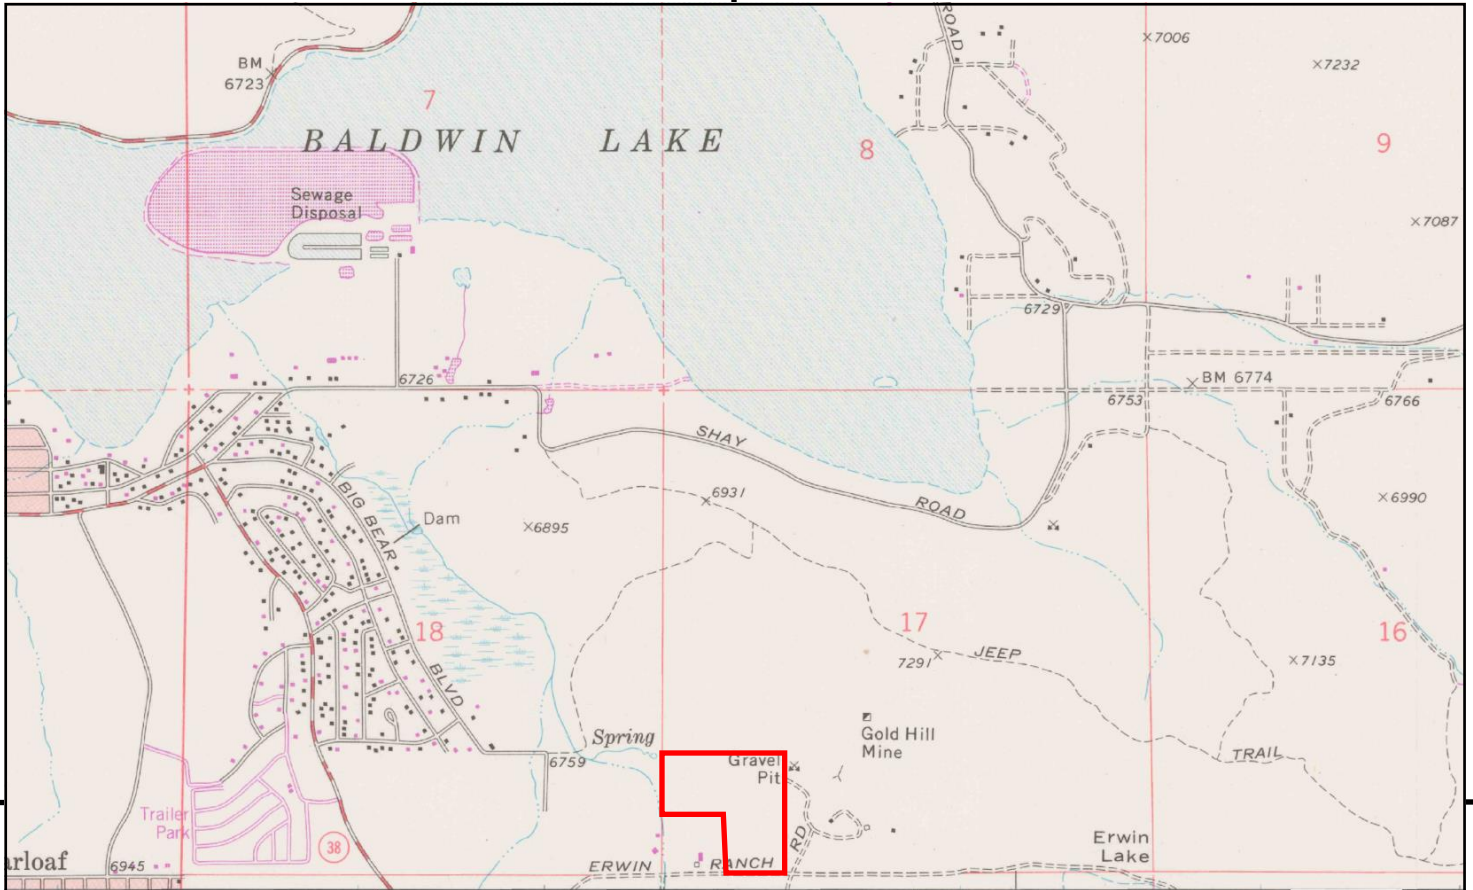 ROAD
7006
7232
BM
6723
7
BALDWIN LAKE
8
9
Sewage
Disposal
7087
6729
6726
BM 6774
6753
6766
SHAY
6931
ROAD
6990
BIG BEAR
Dam
6895
18
17
16
7291
JEEP
7135
BLVD
Gold Hill
Mine
Spring
6759
Gravel
Pit
TRAIL
Trailer
Park
38
RD
Erwin
Lake
arloaf
6945
ERWIN RANCH